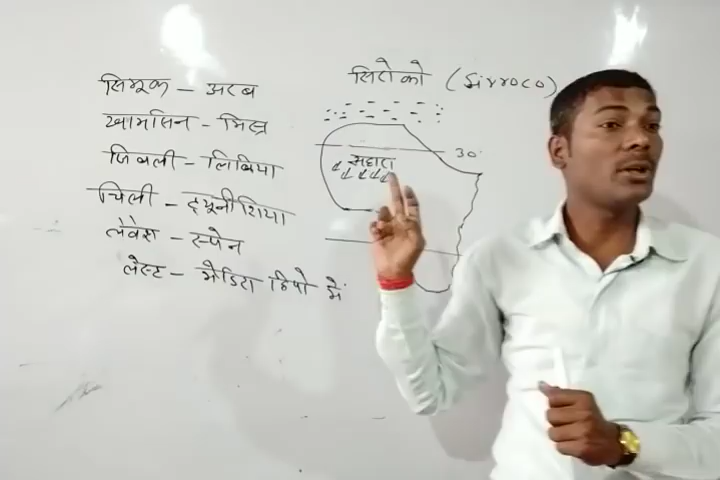 सिमूक – अरब
खामसिन – मिस्र
जिबली – लिबिया
चिली – ट्यूनीशिया
लेवेश – स्पेन
लेस्ट – मेडिटा द्विपो में
सिरोको (Sirroco)
30
सहारा